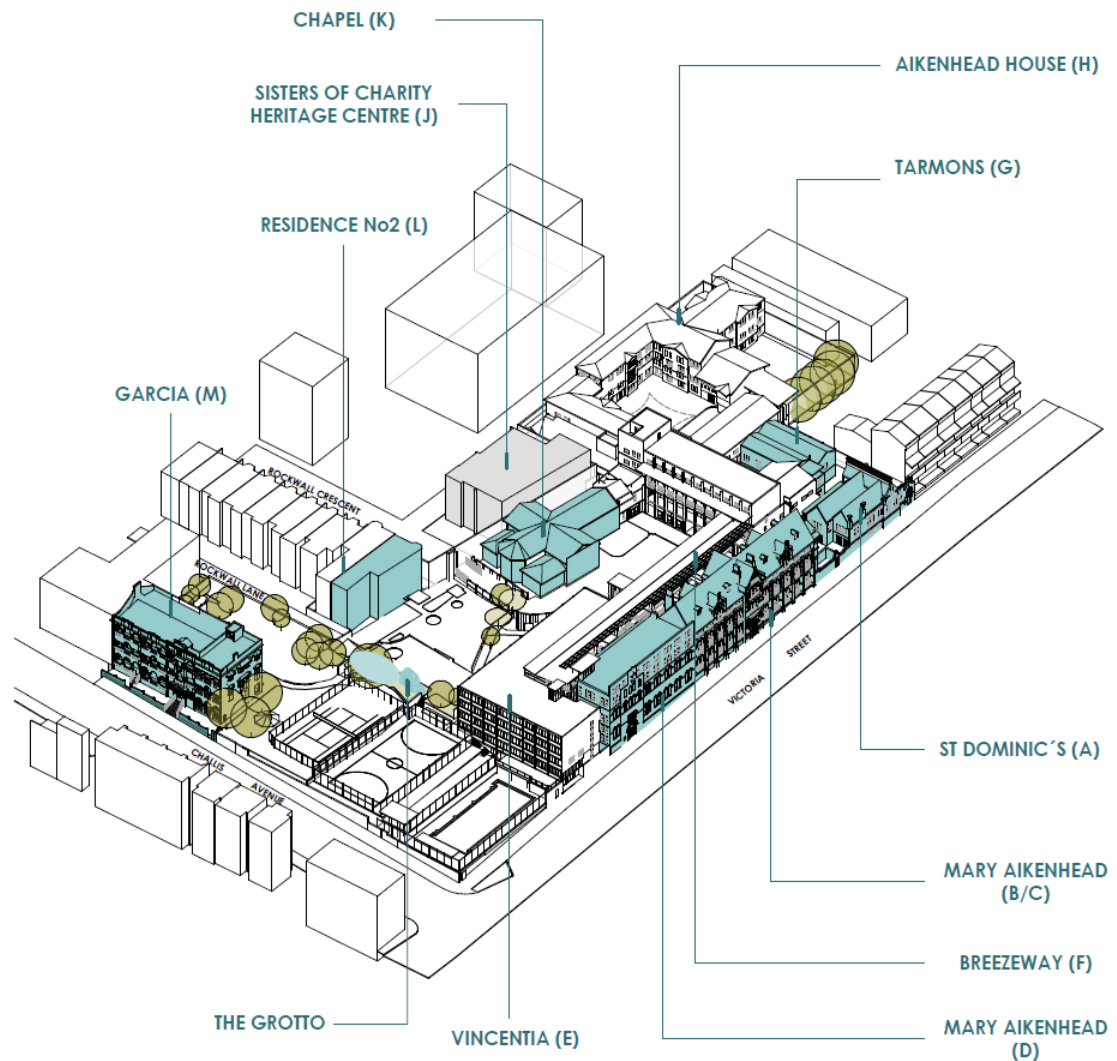 CHAPEL (K)
AIKENHEAD HOUSE (H)
SISTERS OF CHARITY
HERITAGE CENTRE (J)
TARMONS (G)
RESIDENCE No2 (L)
GARCIA (M)
ROCKWALL CRESCENT
ROCKWALL LANE
VICTORIA STREET
ST DOMINIC´S (A)
CHALLIS AVENUE
MARY AIKENHEAD
(B/C)
BREEZEWAY (F)
THE GROTTO
VINCENTIA (E)
MARY AIKENHEAD
(D)